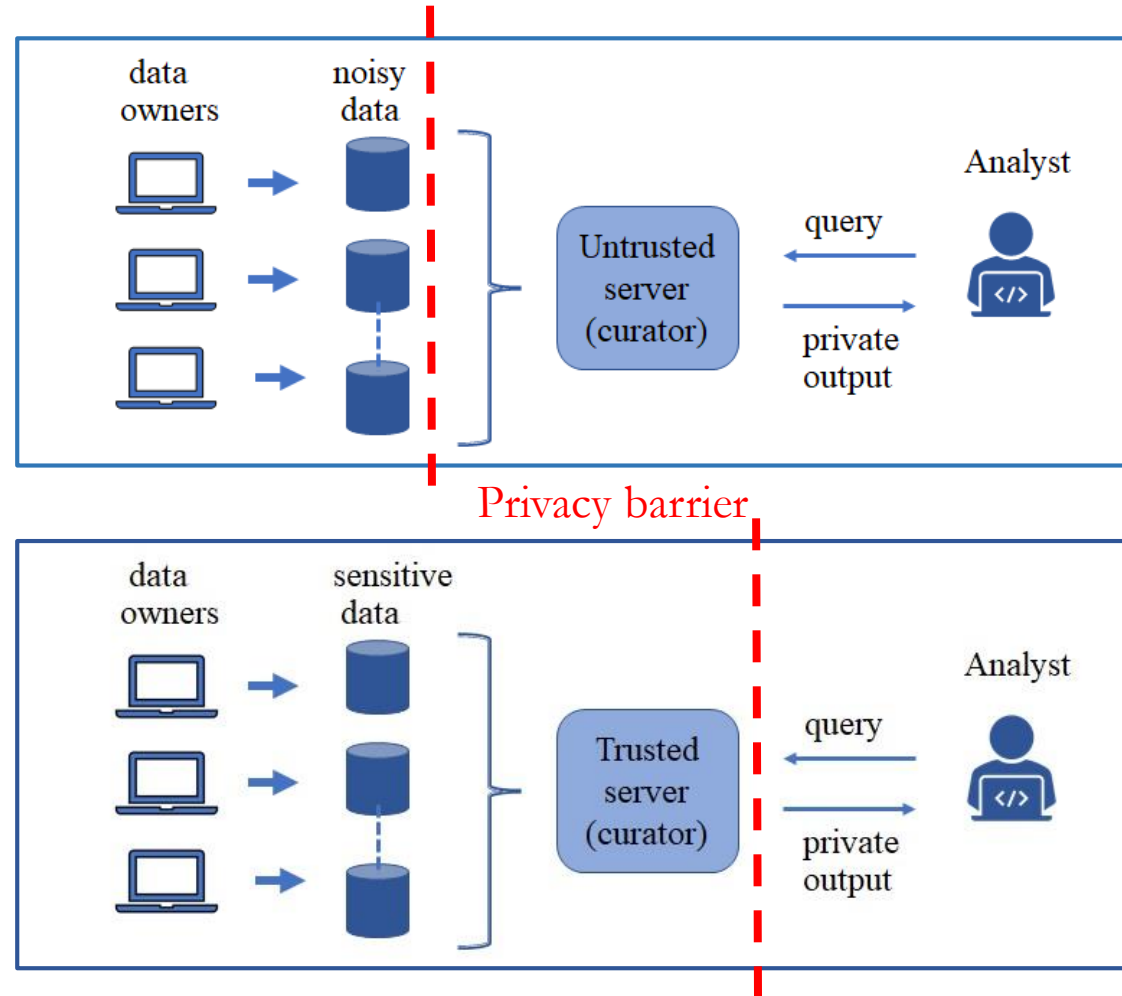 data
owners
noisy
data
Untrusted
server
(curator)
query
private
output
Analyst
</>
Privacy barrier
data
owners
sensitive
data
Trusted
server
(curator)
query
private
output
Analyst
</>